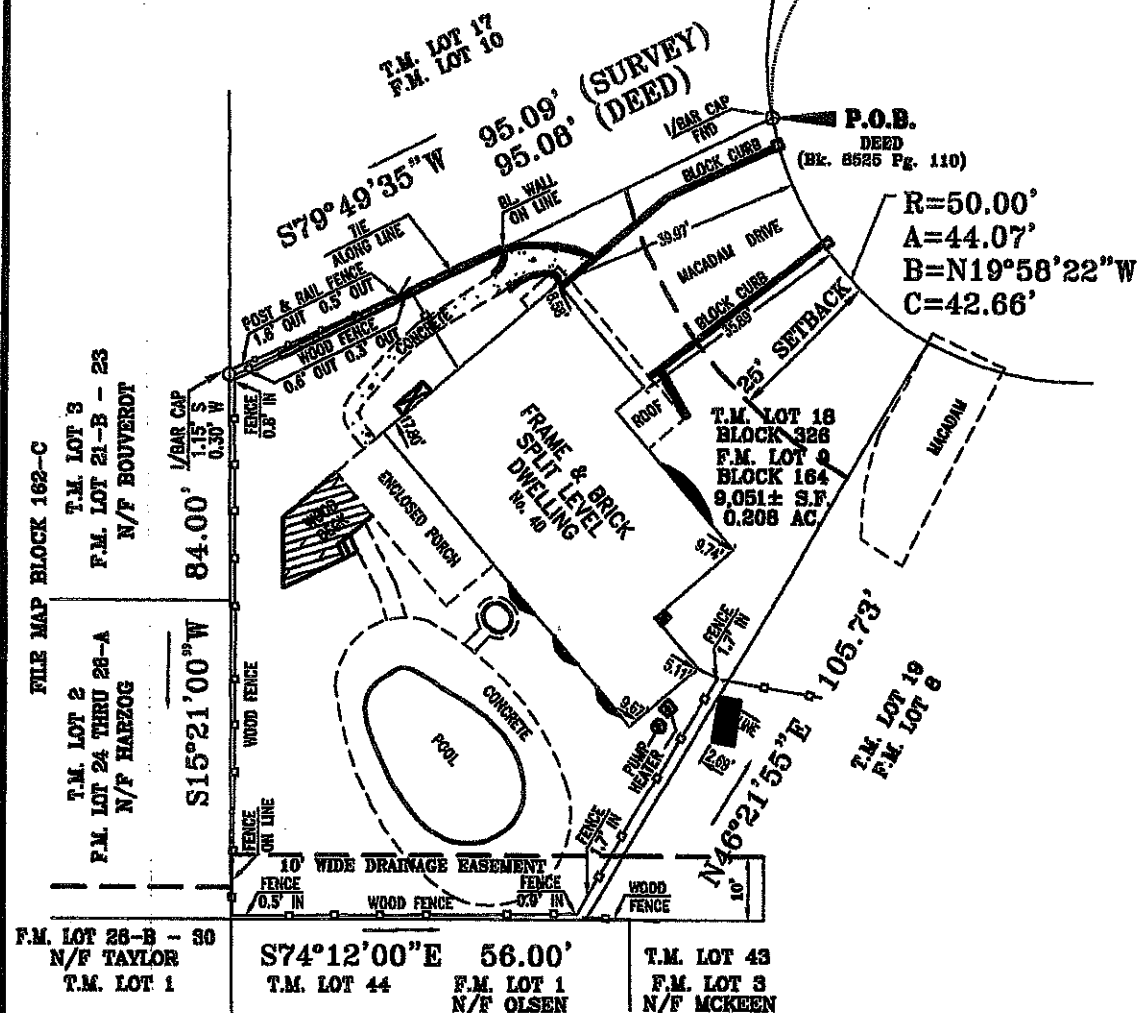 T.M. LOT 17
F.M. LOT 10
S79°49'35"W
95.09' (SURVEY)
95.08' (DEED)
I/BAR CAP
FND
P.O.B.
DEED
(Bk. 8525 Pg. 110)
BLOCK CURB
R=50.00'
A=44.07'
B=N19°58'22"W
C=42.66'
BL. WALL
ON LINE
TIE
ALONG LINE
39.97'
MACADAM DRIVE
BLOCK CURB
35.89'
25' SETBACK
POST & RAIL FENCE
1.6' OUT 0.5' OUT
WOOD FENCE
0.6' OUT 0.3' OUT
CONCRETE
FILE MAP BLOCK 162-C
T.M. LOT 3
F.M. LOT 21-B - 23
N/F BOUVERDT
I/BAR CAP
1.15' S
0.30' W
FENCE
0.8' IN
84.00'
S15°21'00"W
17.80'
ROOF
FRAME & BRICK
SPLIT LEVEL
DWELLING
No. 40
T.M. LOT 18
BLOCK 326
F.M. LOT 9
BLOCK 164
9,051± S.F.
0.208 AC.
MACADAM
WOOD
DECK
ENCLOSED PORCH
9.74'
FENCE
1.7' IN
5.11'
T.M. LOT 2
F.M. LOT 24 THRU 26-A
N/F HARZOG
WOOD FENCE
CONCRETE
POOL
PUMP
HEATER
N46°21'55"E 105.73'
T.M. LOT 19
F.M. LOT 8
FENCE
ON LINE
FENCE
1.7' IN
10' WIDE DRAINAGE EASEMENT
10'
FENCE
0.5' IN
WOOD FENCE
FENCE
0.9' IN
WOOD
FENCE
F.M. LOT 26-B - 30
N/F TAYLOR
T.M. LOT 1
S74°12'00"E 56.00'
T.M. LOT 44
F.M. LOT 1
N/F OLSEN
T.M. LOT 43
F.M. LOT 3
N/F MCKEEN